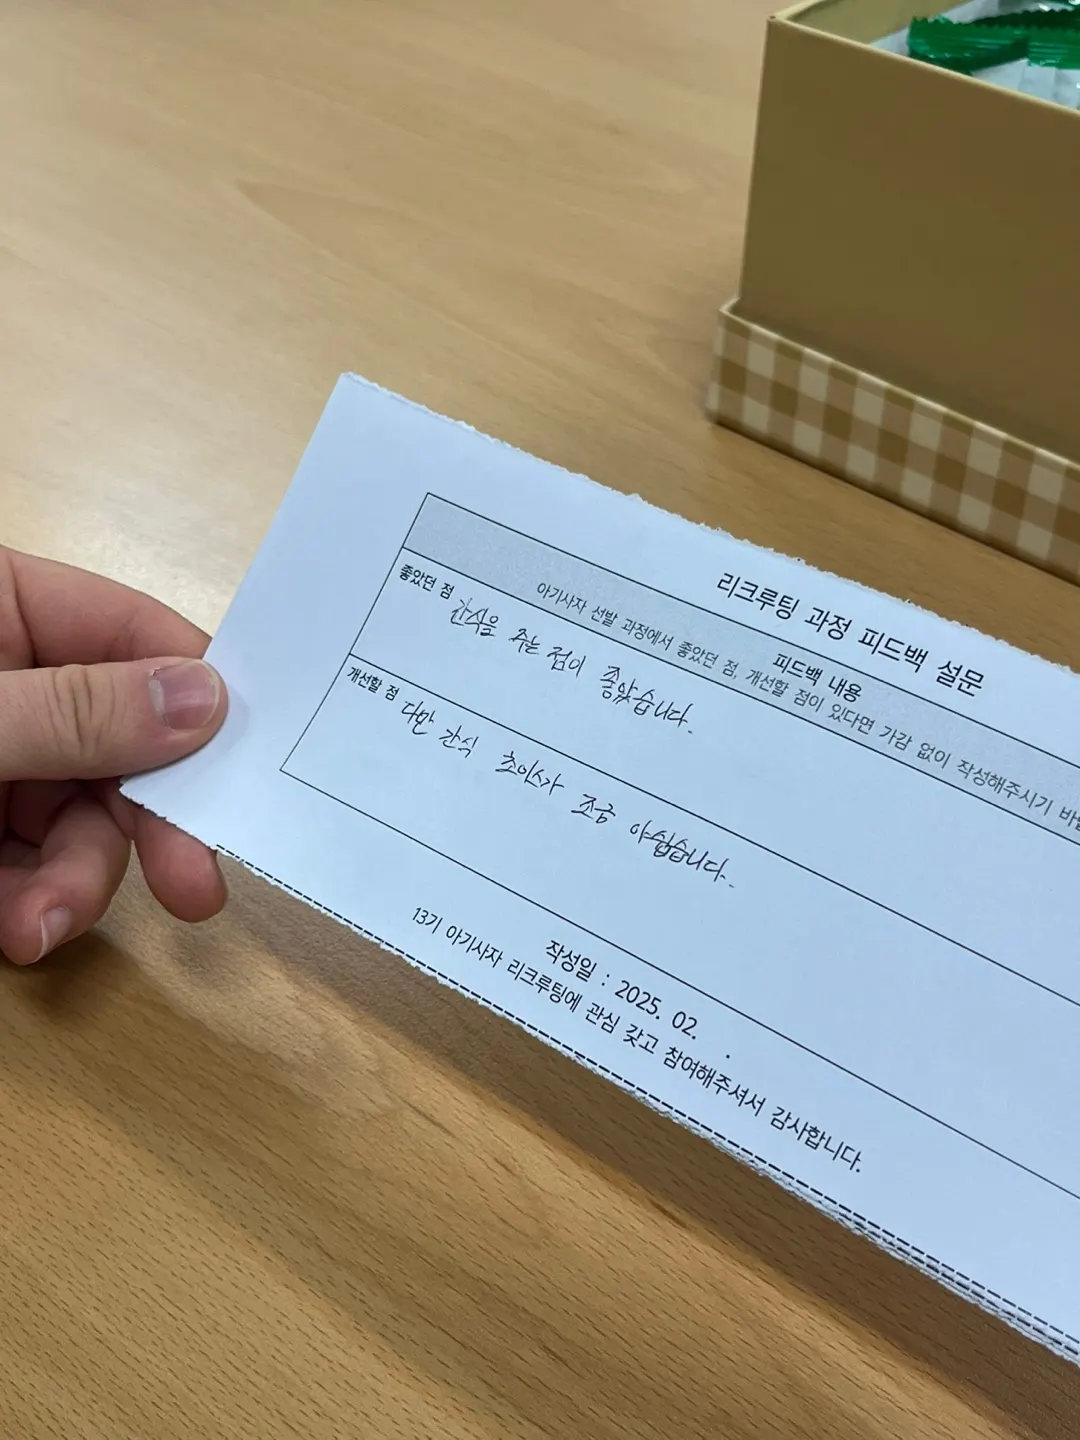 리크루팅 과정 피드백 설문
피드백 내용
아기사자 선발 과정에서 좋았던 점, 개선할 점이 있다면 가감 없이 작성해주시기
좋았던 점
간식을 주는 점이 좋았습니다.
개선할 점
다만 간식 초이스가 조금 아쉽습니다.
작성일 : 2025. 02. .
13기 아기사자 리크루팅에 관심 갖고 참여해주셔서 감사합니다.